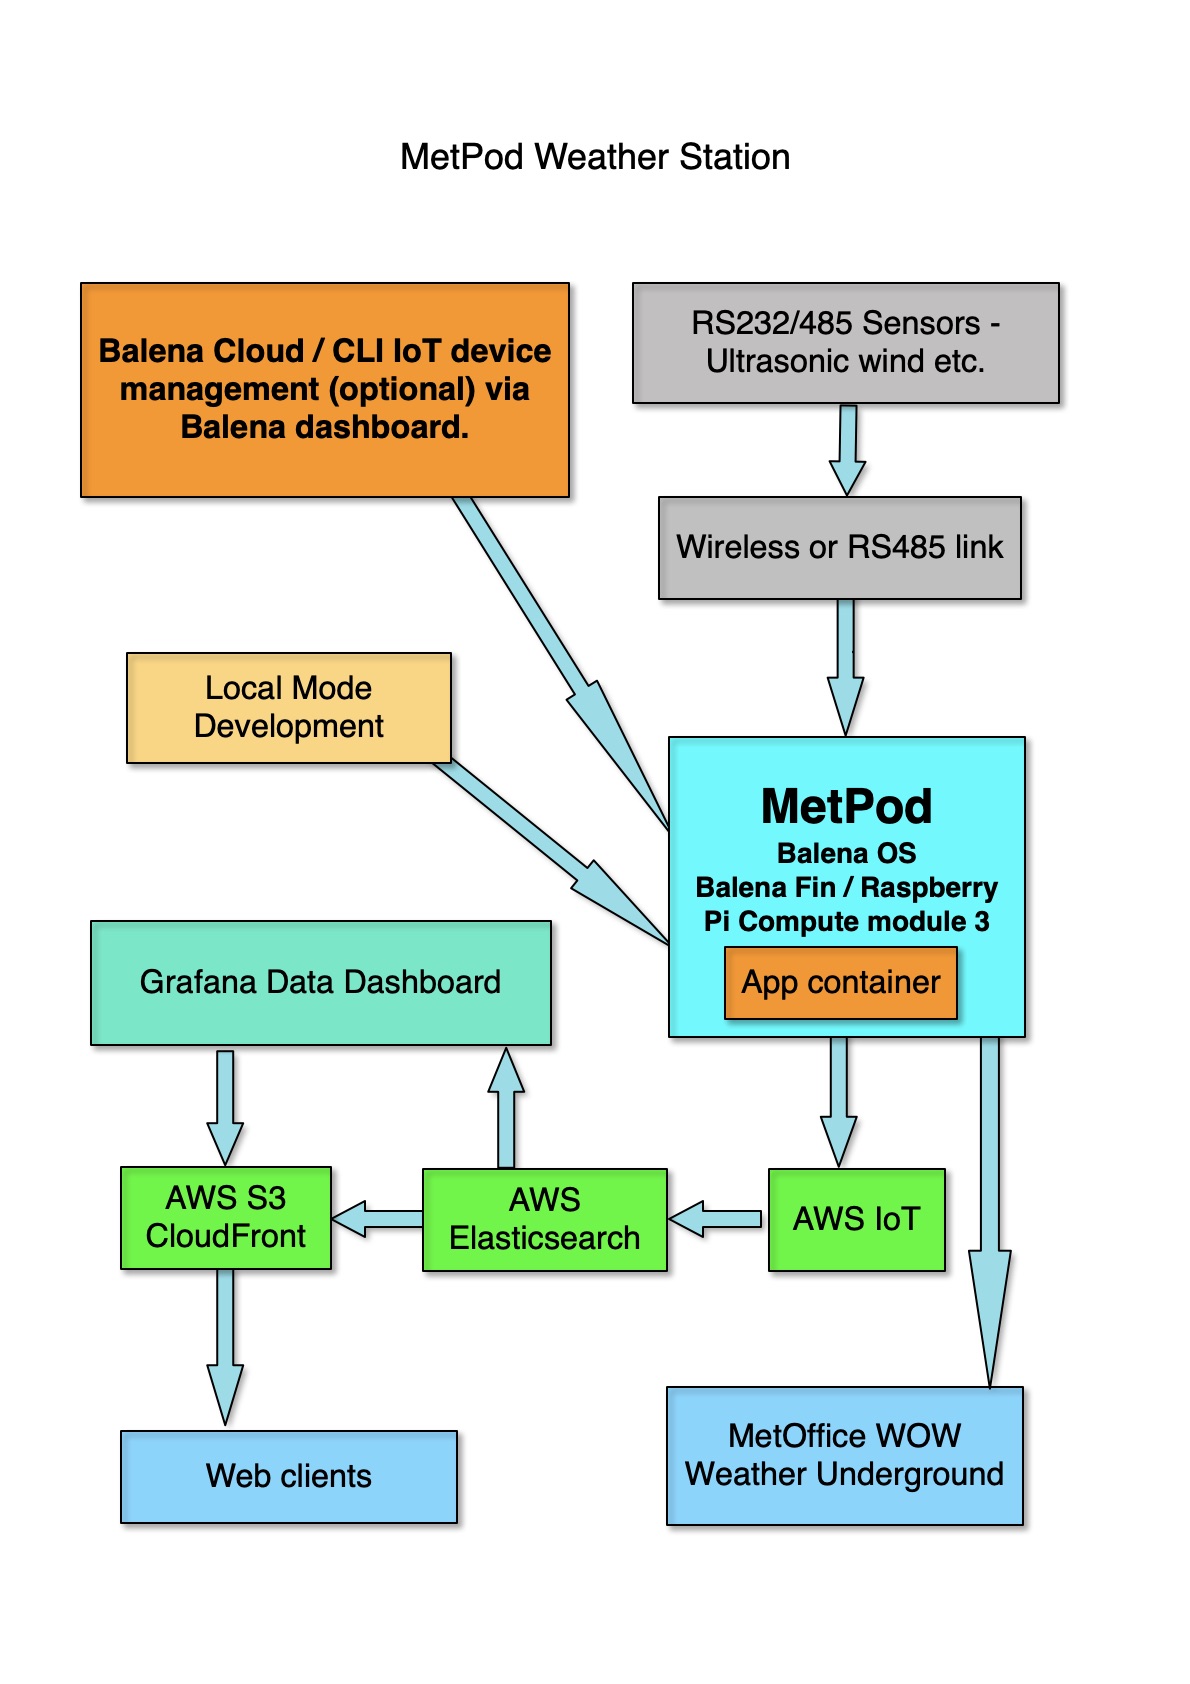 MetPod Weather Station
Balena Cloud / CLI IoT device
management (optional) via
Balena dashboard.
RS232/485 Sensors -
Ultrasonic wind etc.
Wireless or RS485 link
Local Mode
Development
MetPod
Balena OS
Balena Fin / Raspberry
Pi Compute module 3
App container
Grafana Data Dashboard
AWS S3
CloudFront
AWS
Elasticsearch
AWS IoT
Web clients
MetOffice WOW
Weather Underground